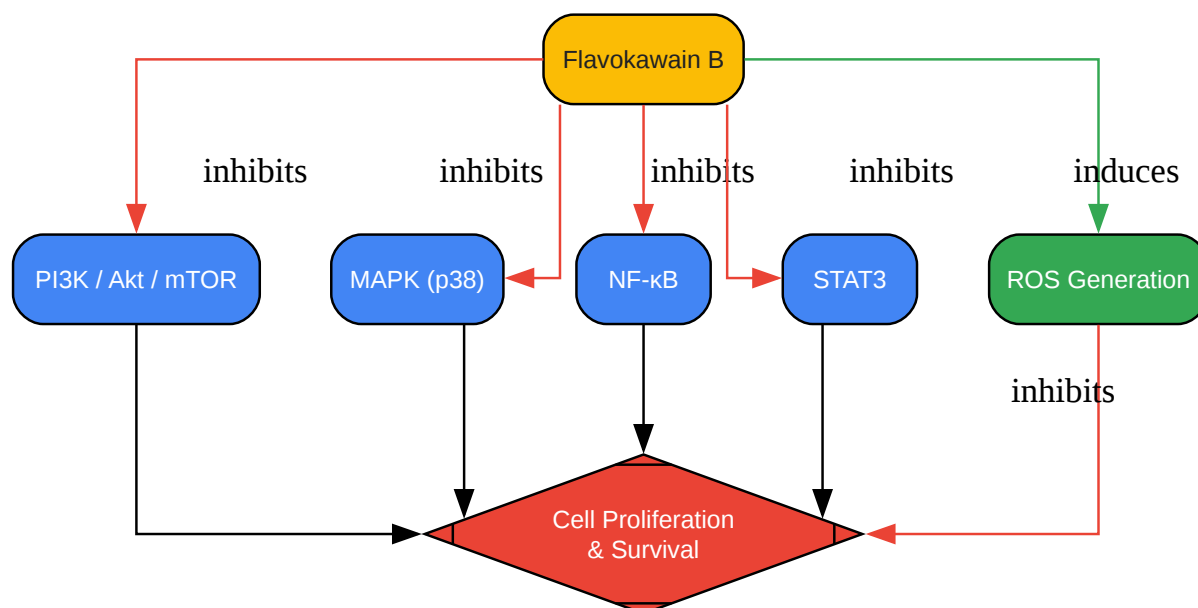 Flavokawain B
inhibits
inhibits
inhibits
inhibits
induces
PI3K / Akt / mTOR
MAPK (p38)
NF-κB
STAT3
ROS Generation
inhibits
Cell Proliferation
& Survival